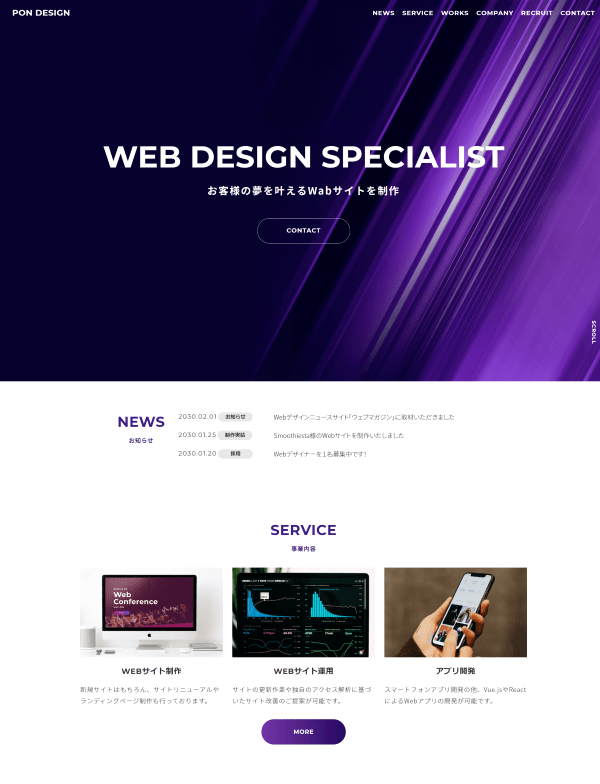 PON DESIGN
NEWS SERVICE WORKS COMPANY RECRUIT CONTACT
WEB DESIGN SPECIALIST
お客様の夢を叶えるWabサイトを制作
CONTACT
SCROLL
NEWS
お知らせ
2030.02.01 お知らせ Webデザインニュースサイト「ウェブマガジン」に取材いただきました
2030.01.25 制作実績 Smoothiesta様のWebサイトを制作いたしました
2030.01.20 採用 Webデザイナーを1名募集中です!
SERVICE
事業内容
Web
Conference
WEBサイト制作
新規サイトはもちろん、サイトリニューアルや
ランディングページ制作も行っております。
WEBサイト運用
サイトの更新作業や独自のアクセス解析に基づ
いたサイト改善のご提案が可能です。
アプリ開発
スマートフォンアプリ開発の他、Vue.jsやReact
によるWebアプリの開発が可能です。
MORE